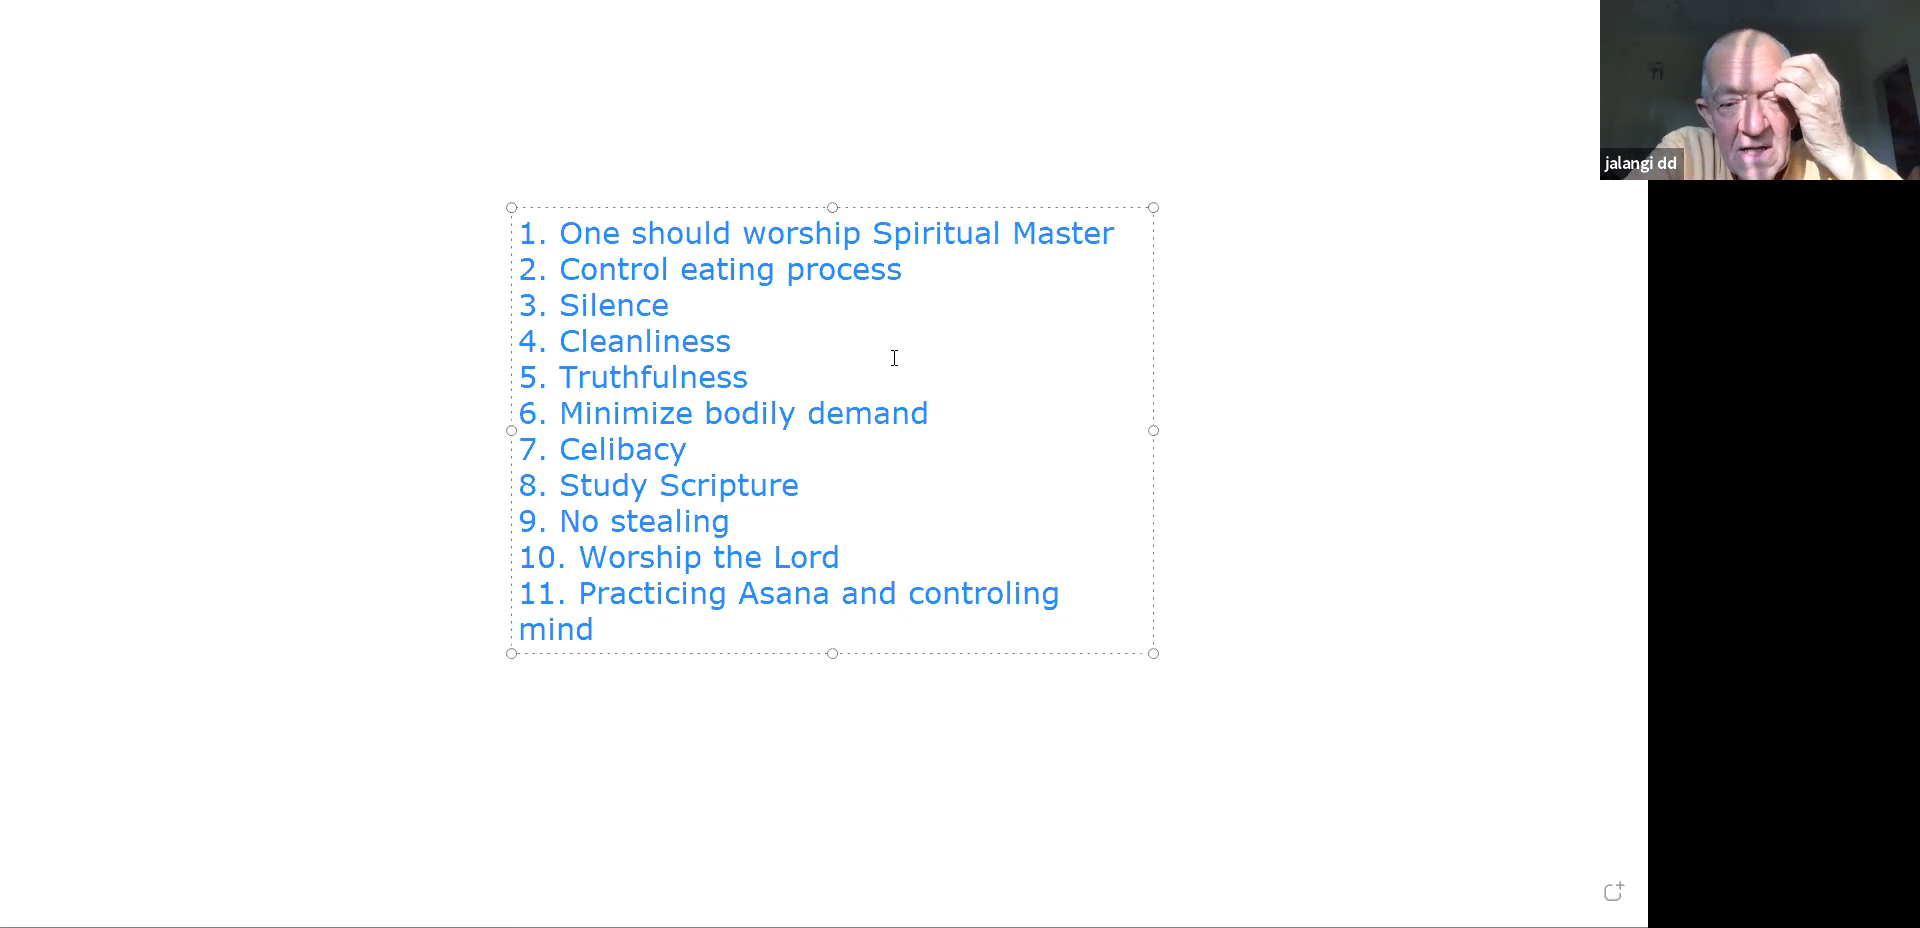 jalangi dd
1. One should worship Spiritual Master
2. Control eating process
3. Silence
4. Cleanliness
5. Truthfulness
6. Minimize bodily demand
7. Celibacy
8. Study Scripture
9. No stealing
10. Worship the Lord
11. Practicing Asana and controling
mind